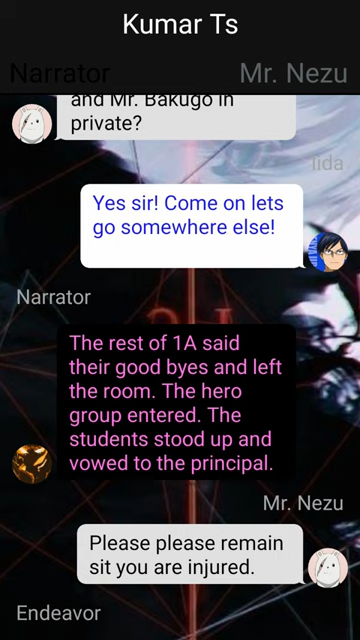 Kumar Ts
Narrator
Mr. Nezu
and Mr. Bakugo in
private?
Iida
Yes sir! Come on lets
go somewhere else!
Narrator
The rest of 1A said
their good byes and left
the room. The hero
group entered. The
students stood up and
vowed to the principal.
Mr. Nezu
Please please remain
sit you are injured.
Endeavor